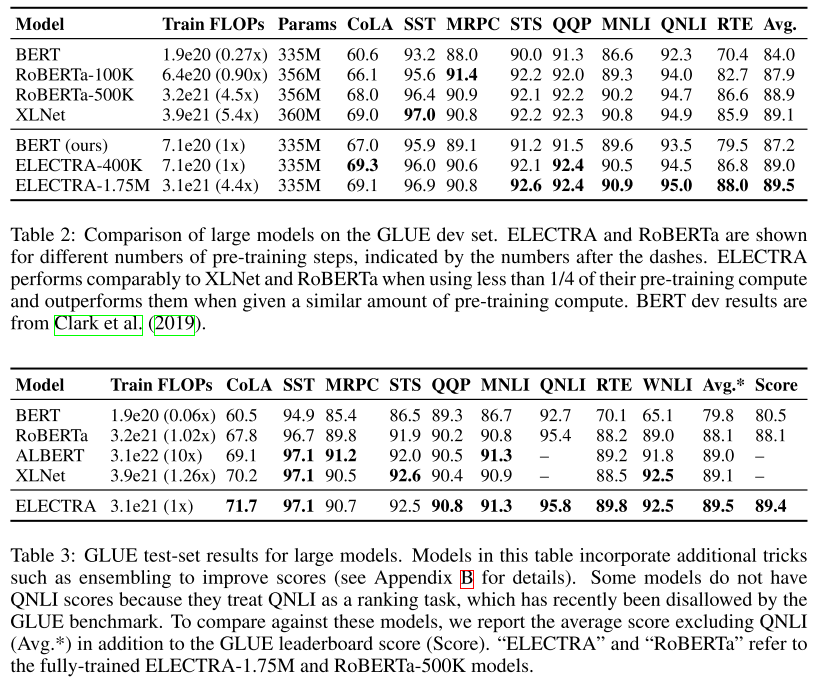 Model Train FLOPs Params CoLA SST MRPC STS QQP MNLI QNLI RTE Avg.
BERT 1.9e20 (0.27x) 335M 60.6 93.2 88.0 90.0 91.3 86.6 92.3 70.4 84.0
RoBERTa-100K 6.4e20 (0.90x) 356M 66.1 95.6 91.4 92.2 92.0 89.3 94.0 82.7 87.9
RoBERTa-500K 3.2e21 (4.5x) 356M 68.0 96.4 90.9 92.1 92.2 90.2 94.7 86.6 88.9
XLNet 3.9e21 (5.4x) 360M 69.0 97.0 90.8 92.2 92.3 90.8 94.9 85.9 89.1
BERT (ours) 7.1e20 (1x) 335M 67.0 95.9 89.1 91.2 91.5 89.6 93.5 79.5 87.2
ELECTRA-400K 7.1e20 (1x) 335M 69.3 96.0 90.6 92.1 92.4 90.5 94.5 86.8 89.0
ELECTRA-1.75M 3.1e21 (4.4x) 335M 69.1 96.9 90.8 92.6 92.4 90.9 95.0 88.0 89.5
Table 2: Comparison of large models on the GLUE dev set. ELECTRA and RoBERTa are shown
for different numbers of pre-training steps, indicated by the numbers after the dashes. ELECTRA
performs comparably to XLNet and RoBERTa when using less than 1/4 of their pre-training compute
and outperforms them when given a similar amount of pre-training compute. BERT dev results are
from Clark et al. (2019).
Model Train FLOPs CoLA SST MRPC STS QQP MNLI QNLI RTE WNLI Avg.* Score
BERT 1.9e20 (0.06x) 60.5 94.9 85.4 86.5 89.3 86.7 92.7 70.1 65.1 79.8 80.5
RoBERTa 3.2e21 (1.02x) 67.8 96.7 89.8 91.9 90.2 90.8 95.4 88.2 89.0 88.1 88.1
ALBERT 3.1e22 (10x) 69.1 97.1 91.2 92.0 90.5 91.3 – 89.2 91.8 89.0 –
XLNet 3.9e21 (1.26x) 70.2 97.1 90.5 92.6 90.4 90.9 – 88.5 92.5 89.1 –
ELECTRA 3.1e21 (1x) 71.7 97.1 90.7 92.5 90.8 91.3 95.8 89.8 92.5 89.5 89.4
Table 3: GLUE test-set results for large models. Models in this table incorporate additional tricks
such as ensembling to improve scores (see Appendix B for details). Some models do not have
QNLI scores because they treat QNLI as a ranking task, which has recently been disallowed by the
GLUE benchmark. To compare against these models, we report the average score excluding QNLI
(Avg.*) in addition to the GLUE leaderboard score (Score). “ELECTRA” and “RoBERTa” refer to
the fully-trained ELECTRA-1.75M and RoBERTa-500K models.